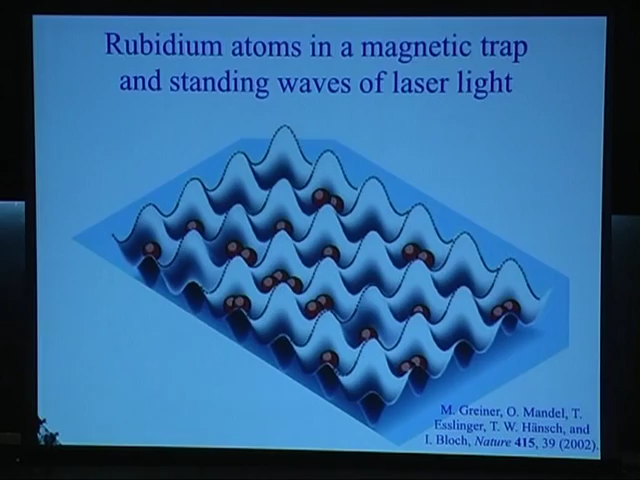 Rubidium atoms in a magnetic trap
and standing waves of laser light
M. Greiner, O. Mandel, T.
Esslinger, T. W. Hänsch, and
I. Bloch, Nature 415, 39 (2002).